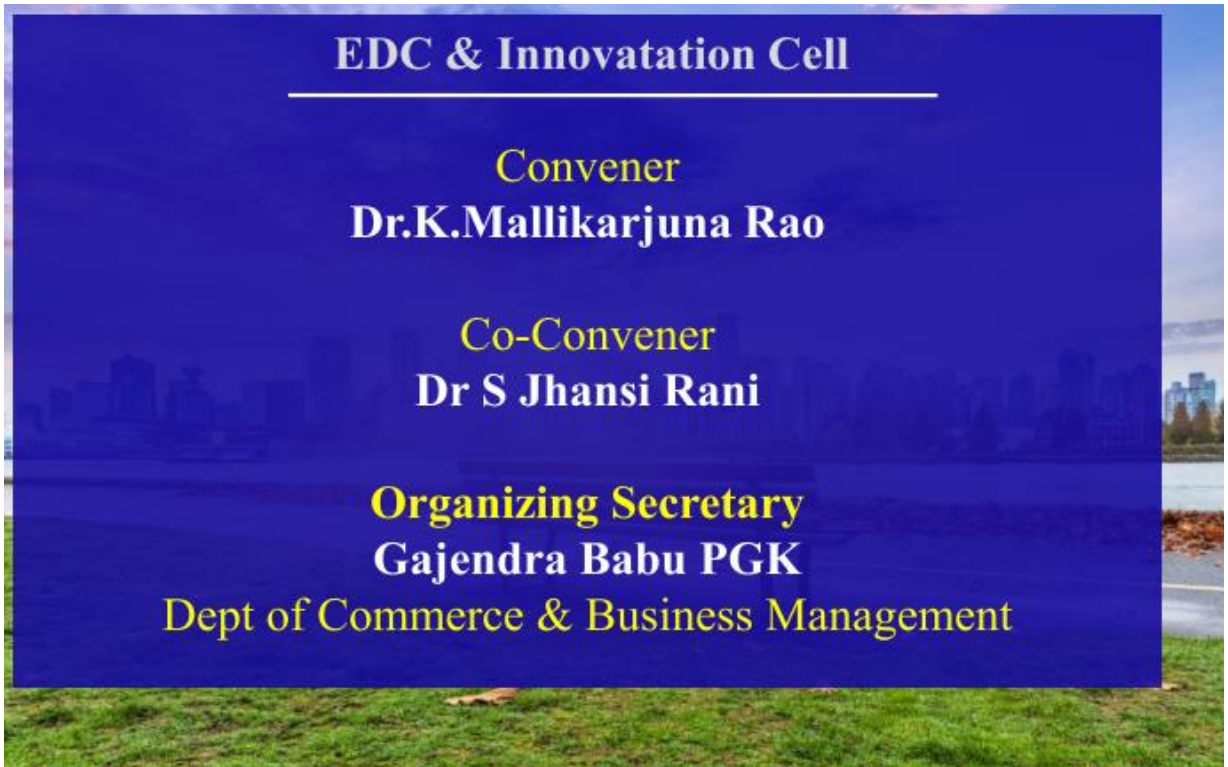 EDC & Innovatation Cell
Convener
Dr.K.Mallikarjuna Rao
Co-Convener
Dr S Jhansi Rani
Organizing Secretary
Gajendra Babu PGK
Dept of Commerce & Business Management